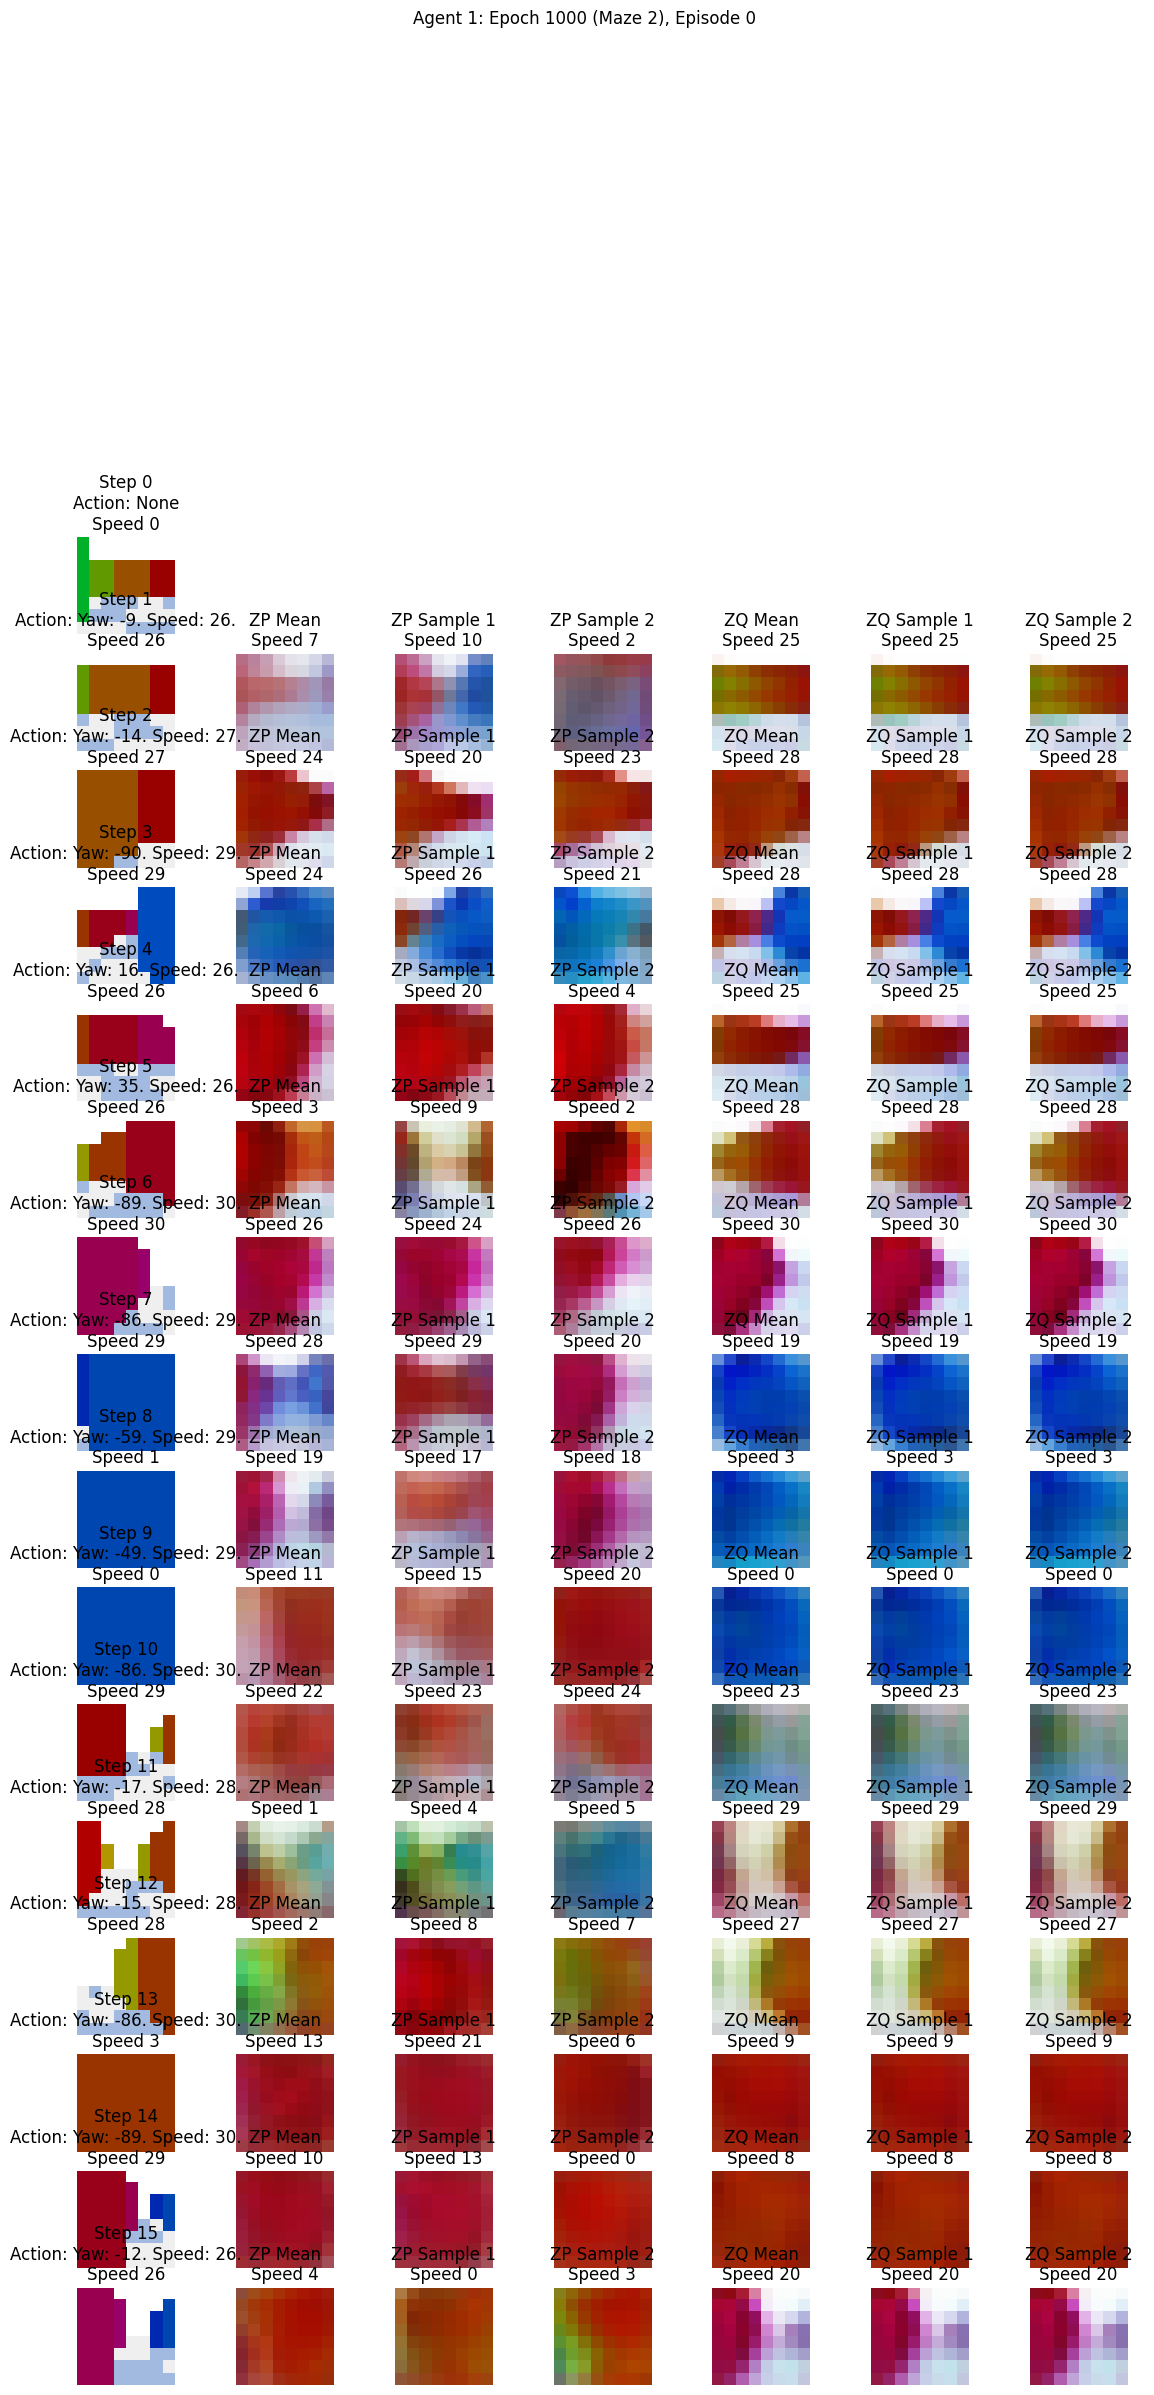 Agent 1: Epoch 1000 (Maze 2), Episode 0
Step 0
Action: None
Speed 0
Step 1
Action: Yaw: -9. Speed: 26. ZP Mean ZP Sample 1 ZP Sample 2 ZQ Mean ZQ Sample 1 ZQ Sample 2
Speed 26 Speed 7 Speed 10 Speed 2 Speed 25 Speed 25 Speed 25
Step 2
Action: Yaw: -14. Speed: 27. ZP Mean ZP Sample 1 ZP Sample 2 ZQ Mean ZQ Sample 1 ZQ Sample 2
Speed 27 Speed 24 Speed 20 Speed 23 Speed 28 Speed 28 Speed 28
Step 3
Action: Yaw: -90. Speed: 29. ZP Mean ZP Sample 1 ZP Sample 2 ZQ Mean ZQ Sample 1 ZQ Sample 2
Speed 29 Speed 24 Speed 26 Speed 21 Speed 28 Speed 28 Speed 28
Step 4
Action: Yaw: 16. Speed: 26. ZP Mean ZP Sample 1 ZP Sample 2 ZQ Mean ZQ Sample 1 ZQ Sample 2
Speed 26 Speed 6 Speed 20 Speed 4 Speed 25 Speed 25 Speed 25
Step 5
Action: Yaw: 35. Speed: 26. ZP Mean ZP Sample 1 ZP Sample 2 ZQ Mean ZQ Sample 1 ZQ Sample 2
Speed 26 Speed 3 Speed 9 Speed 2 Speed 28 Speed 28 Speed 28
Step 6
Action: Yaw: -89. Speed: 30. ZP Mean ZP Sample 1 ZP Sample 2 ZQ Mean ZQ Sample 1 ZQ Sample 2
Speed 30 Speed 26 Speed 24 Speed 26 Speed 30 Speed 30 Speed 30
Step 7
Action: Yaw: -86. Speed: 29. ZP Mean ZP Sample 1 ZP Sample 2 ZQ Mean ZQ Sample 1 ZQ Sample 2
Speed 29 Speed 28 Speed 29 Speed 20 Speed 19 Speed 19 Speed 19
Step 8
Action: Yaw: -59. Speed: 29. ZP Mean ZP Sample 1 ZP Sample 2 ZQ Mean ZQ Sample 1 ZQ Sample 2
Speed 1 Speed 19 Speed 17 Speed 18 Speed 3 Speed 3 Speed 3
Step 9
Action: Yaw: -49. Speed: 29. ZP Mean ZP Sample 1 ZP Sample 2 ZQ Mean ZQ Sample 1 ZQ Sample 2
Speed 0 Speed 11 Speed 15 Speed 20 Speed 0 Speed 0 Speed 0
Step 10
Action: Yaw: -86. Speed: 30. ZP Mean ZP Sample 1 ZP Sample 2 ZQ Mean ZQ Sample 1 ZQ Sample 2
Speed 29 Speed 22 Speed 23 Speed 24 Speed 23 Speed 23 Speed 23
Step 11
Action: Yaw: -17. Speed: 28. ZP Mean ZP Sample 1 ZP Sample 2 ZQ Mean ZQ Sample 1 ZQ Sample 2
Speed 28 Speed 1 Speed 4 Speed 5 Speed 29 Speed 29 Speed 29
Step 12
Action: Yaw: -15. Speed: 28. ZP Mean ZP Sample 1 ZP Sample 2 ZQ Mean ZQ Sample 1 ZQ Sample 2
Speed 28 Speed 2 Speed 8 Speed 7 Speed 27 Speed 27 Speed 27
Step 13
Action: Yaw: -86. Speed: 30. ZP Mean ZP Sample 1 ZP Sample 2 ZQ Mean ZQ Sample 1 ZQ Sample 2
Speed 3 Speed 13 Speed 21 Speed 6 Speed 9 Speed 9 Speed 9
Step 14
Action: Yaw: -89. Speed: 30. ZP Mean ZP Sample 1 ZP Sample 2 ZQ Mean ZQ Sample 1 ZQ Sample 2
Speed 29 Speed 10 Speed 13 Speed 0 Speed 8 Speed 8 Speed 8
Step 15
Action: Yaw: -12. Speed: 26. ZP Mean ZP Sample 1 ZP Sample 2 ZQ Mean ZQ Sample 1 ZQ Sample 2
Speed 26 Speed 4 Speed 0 Speed 3 Speed 20 Speed 20 Speed 20